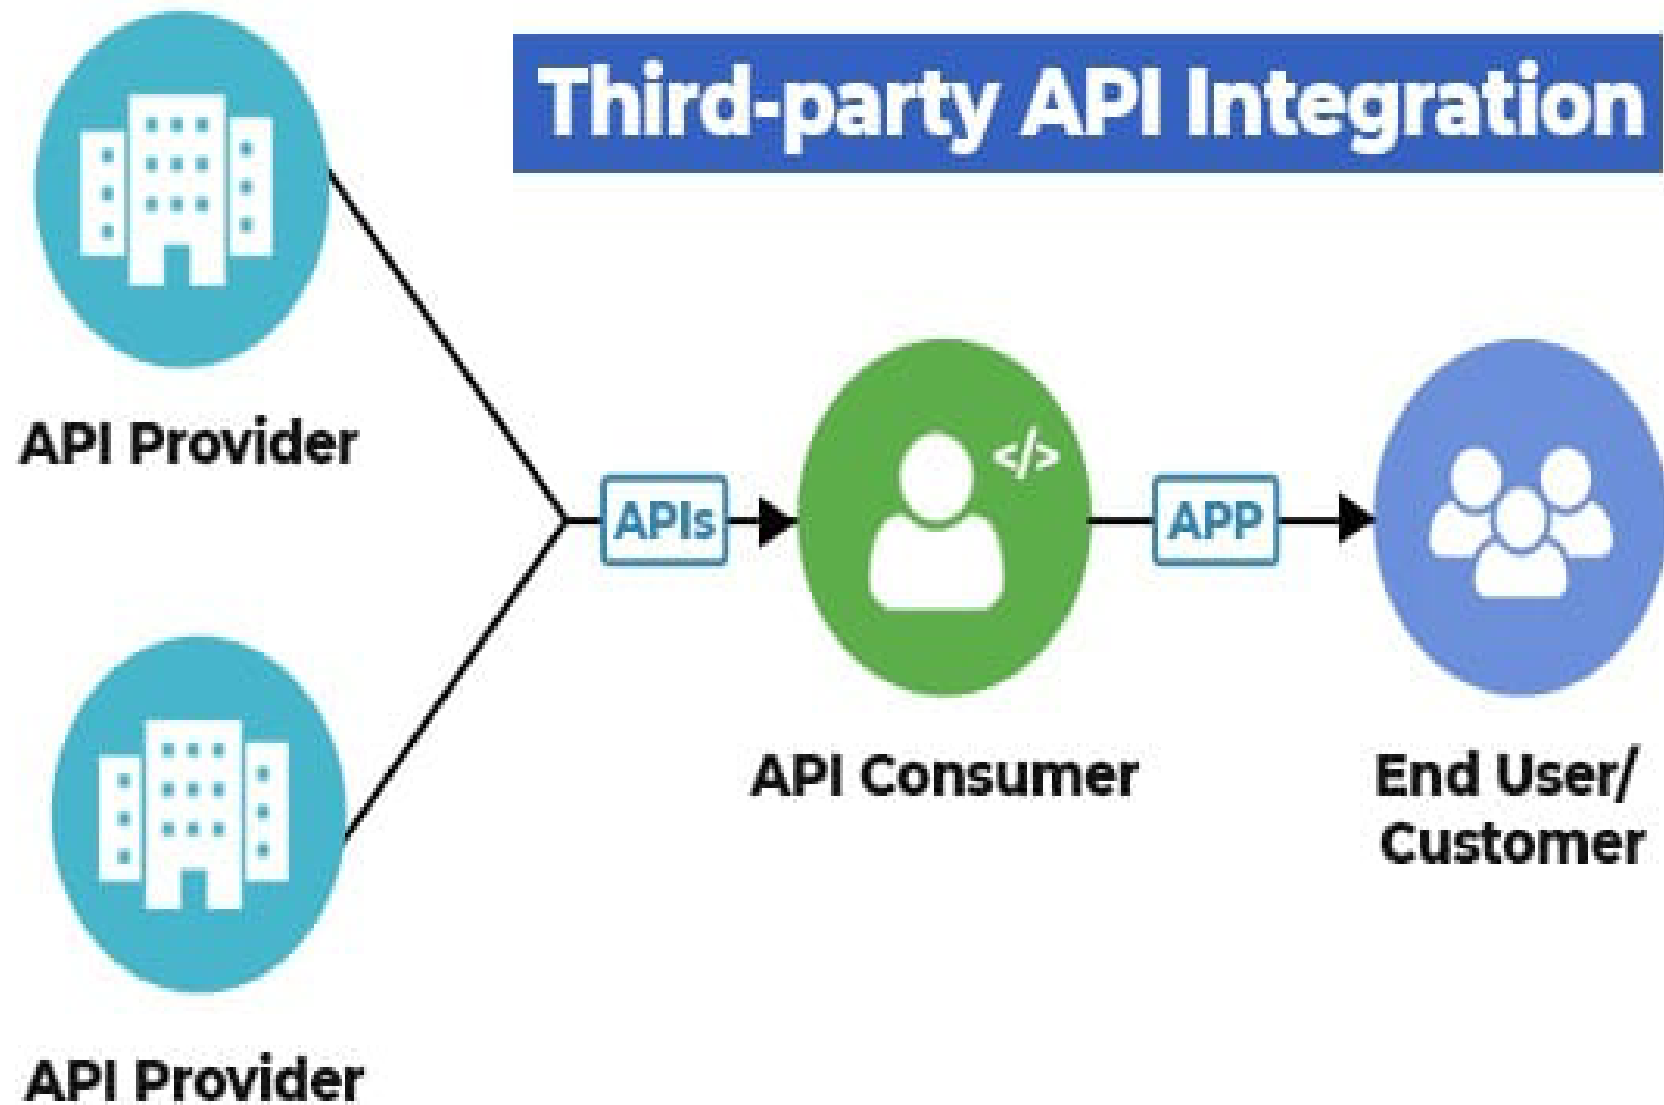 Third-party API Integration
API Provider
</>
APIs
APP
API Consumer
End User/
Customer
API Provider